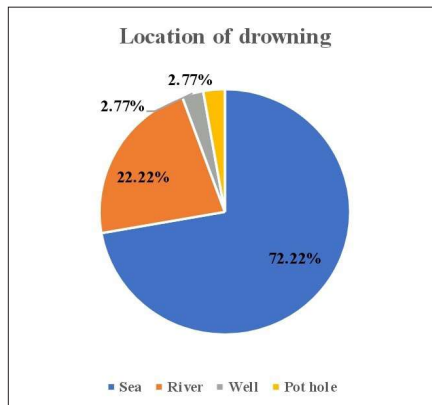 Location of drowning
2.77%
2.77%
22.22%
72.22%
Sea River Well Pot hole